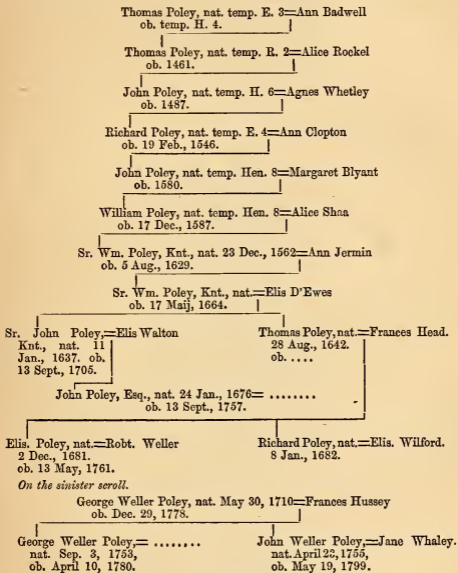 Thomas Poley, nat. temp. E. 3=Ann Badwell
ob. temp. H. 4.
Thomas Poley, nat. temp. R. 2=Alice Rockel
ob. 1461.
John Poley, nat. temp. H. 6=Agnes Whetley
ob. 1487.
Richard Poley, nat. temp. E. 4=Ann Clopton
ob. 19 Feb., 1546.
John Poley, nat. temp. Hen. 8=Margaret Blyant
ob. 1580.
William Poley, nat. temp. Hen. 8=Alice Shaa
ob. 17 Dec., 1587.
Sr. Wm. Poley, Knt., nat. 23 Dec., 1562=Ann Jermin
ob. 5 Aug., 1629.
Sr. Wm. Poley, Knt., nat.=Elis D'Ewes
ob. 17 Maij, 1664.
Sr. John Poley,=Elis Walton
Knt., nat. 11
Jan., 1637. ob.
13 Sept., 1705.
Thomas Poley, nat.=Frances Head.
28 Aug., 1642.
ob. . . . .
John Poley, Esq., nat. 24 Jan., 1676= ........
ob. 13 Sept., 1757.
Elis. Poley, nat.=Robt. Weller
2 Dec., 1681.
ob. 13 May, 1761.
Richard Poley, nat.=Elis. Wilford.
8 Jan., 1682.
On the sinister scroll.
George Weller Poley, nat. May 30, 1710=Frances Hussey
ob. Dec. 29, 1778.
George Weller Poley,= ........
nat. Sep. 3, 1753,
ob. April 10, 1780.
John Weller Poley,=Jane Whaley.
nat. April 23, 1755,
ob. May 19, 1799.